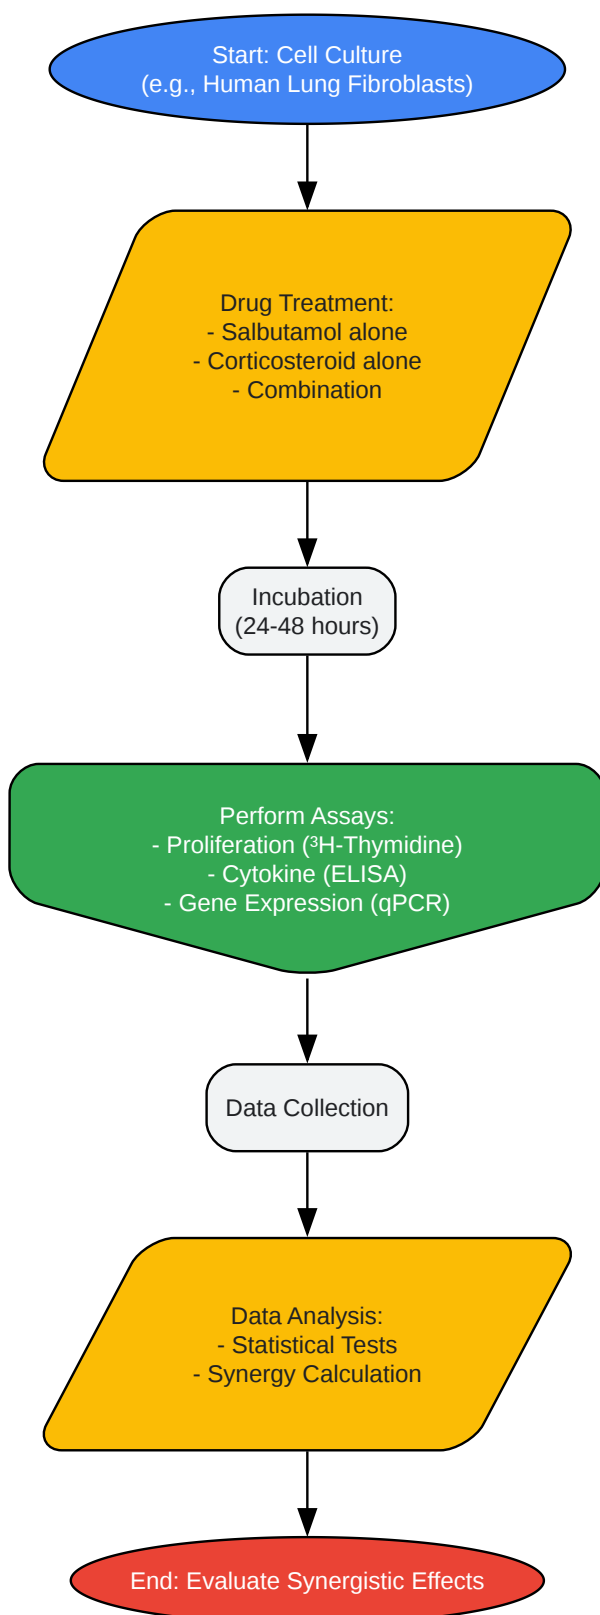 Start: Cell Culture
(e.g., Human Lung Fibroblasts)
Drug Treatment:
- Salbutamol alone
- Corticosteroid alone
- Combination
Incubation
(24-48 hours)
Perform Assays:
- Proliferation (³H-Thymidine)
- Cytokine (ELISA)
- Gene Expression (qPCR)
Data Collection
Data Analysis:
- Statistical Tests
- Synergy Calculation
End: Evaluate Synergistic Effects